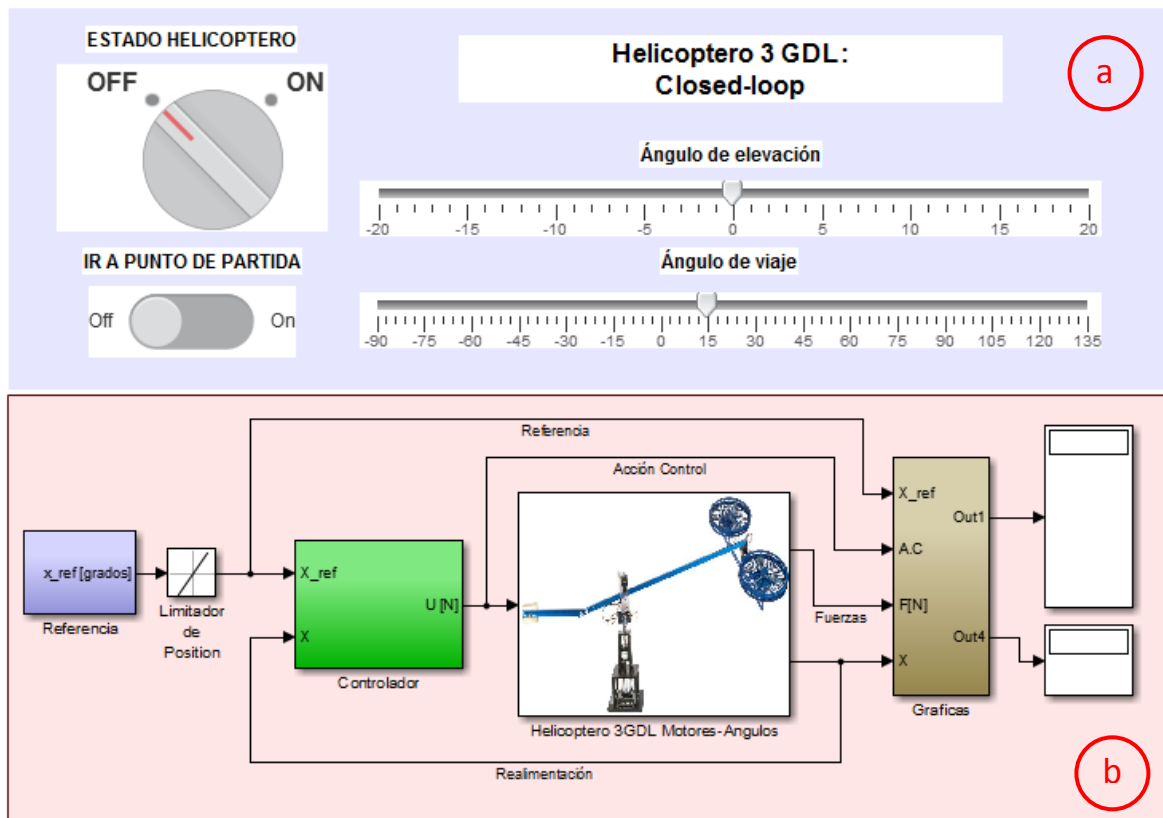 ESTADO HELICOPTERO
OFF ON
Helicoptero 3 GDL:
Closed-loop
a
Ángulo de elevación
-20 -15 -10 -5 0 5 10 15 20
IR A PUNTO DE PARTIDA
Off On
Ángulo de viaje
-90 -75 -60 -45 -30 -15 0 15 30 45 60 75 90 105 120 135
Referencia
Acción Control
x_ref [grados]
Referencia
Limitador
de
Position
X_ref
X
U [N]
Controlador
Helicoptero 3GDL Motores-Angulos
Fuerzas
X_ref
A.C
F[N]
X
Out1
Out4
Graficas
Realimentación
b